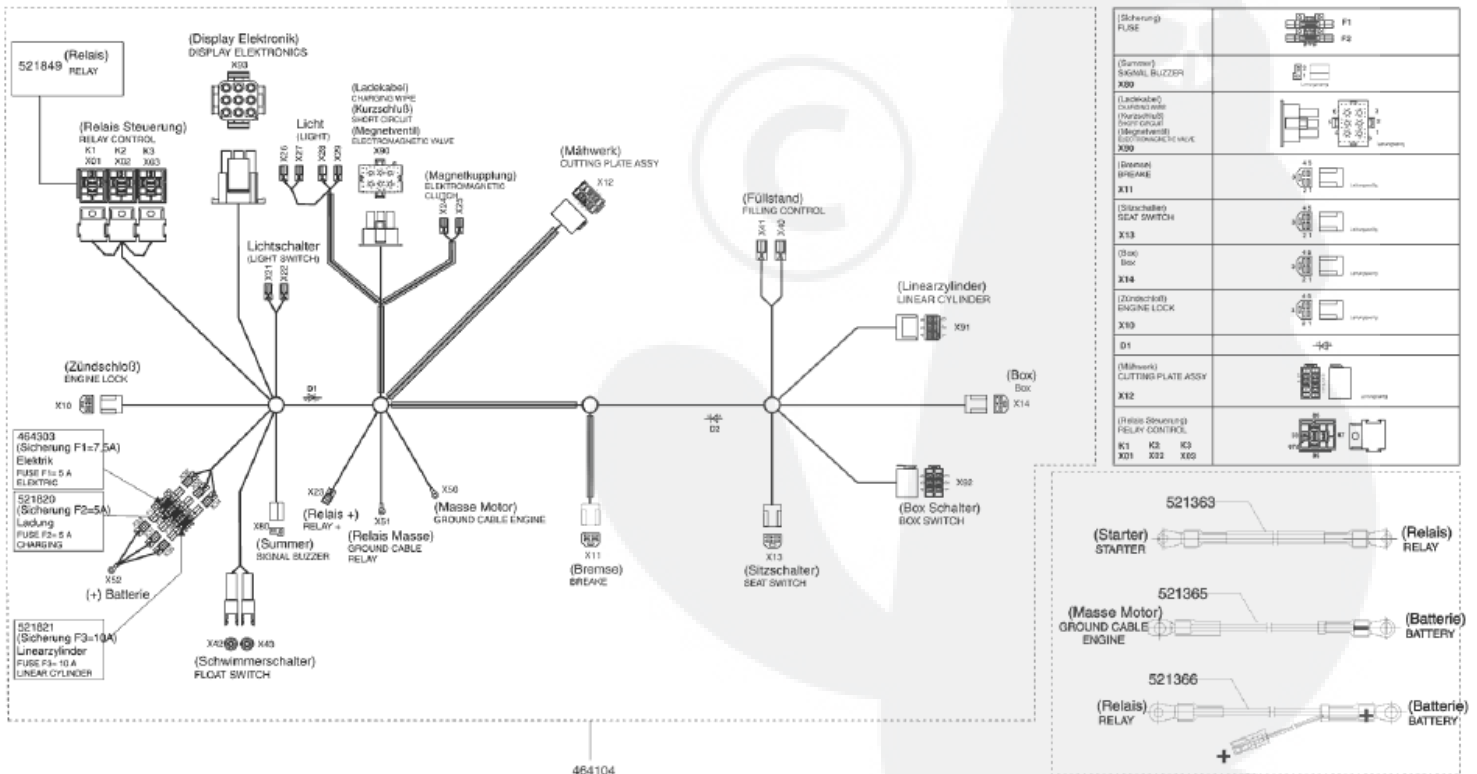 521849
(Relais)
RELAY
(Display Elektronik)
DISPLAY ELEKTRONICS
X93
(Relais Steuerung)
RELAY CONTROL
K1 K2 K3
X01 X02 X03
Licht
(LIGHT)
X26
X27
X28
X29
(Ladekabel)
CHARGING WIRE
(Kurzschluß)
SHORT CIRCUIT
(Megnetventil)
ELECTROMAGNETIC VALVE
X90
(Magnetkupplung)
ELEKTROMAGNETIC
CLUTCH
X24
X25
(Mähwerk)
CUTTING PLATE ASSY
X12
Lichtschalter
(LIGHT SWITCH)
X21
X22
(Füllstand)
FILLING CONTROL
X41
X40
(Linearzylinder)
LINEAR CYLINDER
X91
(Zündschloß)
ENGINE LOCK
X10
D1
D2
(Box)
Box
X14
464303
(Sicherung F1=7,5A)
Elektrik
FUSE F1= 5 A
ELEKTRIC
521820
(Sicherung F2=5A)
Ladung
FUSE F2= 5 A
CHARGING
X52
(+) Batterie
521821
(Sicherung F3=10A)
Linearzylinder
FUSE F3= 10 A
LINEAR CYLINDER
X80
(Summer)
SIGNAL BUZZER
X42 X43
(Schwimmerschalter)
FLOAT SWITCH
X23
(Relais +)
RELAY +
X51
(Relais Masse)
GROUND CABLE
RELAY
X50
(Masse Motor)
GROUND CABLE ENGINE
X11
(Bremse)
BREAKE
X13
(Sitzschalter)
SEAT SWITCH
X92
(Box Schalter)
BOX SWITCH
464104
(Sicherung)
FUSE
F1
F2
(Summer)
SIGNAL BUZZER
X80
(Ladekabel)
CHARGING WIRE
(Kurzschluß)
SHORT CIRCUIT
(Megnetventil)
ELECTROMAGNETIC VALVE
X90
(Bremse)
BREAKE
X11
(Sitzschalter)
SEAT SWITCH
X13
(Box)
Box
X14
(Zündschloß)
ENGINE LOCK
X10
D1
(Mähwerk)
CUTTING PLATE ASSY
X12
(Relais Steuerung)
RELAY CONTROL
K1 K2 K3
X01 X02 X03
521363
(Starter)
STARTER
(Relais)
RELAY
521365
(Masse Motor)
GROUND CABLE
ENGINE
(Batterie)
BATTERY
521366
(Relais)
RELAY
(Batterie)
BATTERY